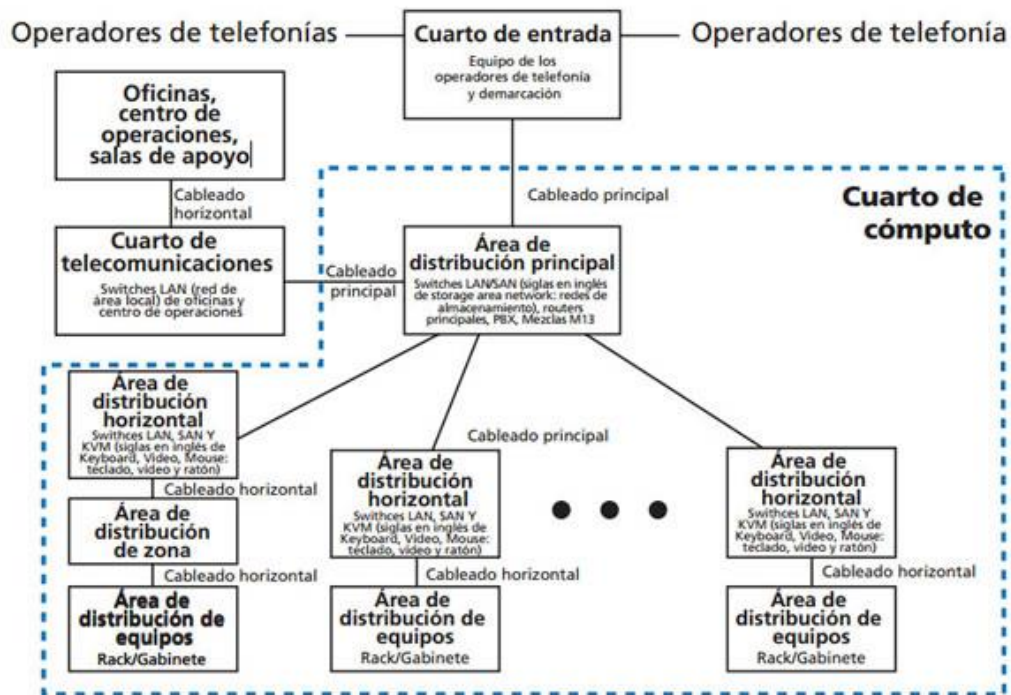 Operadores de telefonías
Cuarto de entrada
Equipo de los
operadores de telefonía
y demarcación
Operadores de telefonía
Oficinas,
centro de
operaciones,
salas de apoyo
Cableado
horizontal
Cableado principal
Cuarto de
cómputo
Cuarto de
telecomunicaciones
Switches LAN (red de
área local) de oficinas y
centro de operaciones
Cableado
principal
Área de
distribución principal
Switches LAN/SAN (siglas en inglés
de storage area network: redes de
almacenamiento), routers
principales, PBX, Mezclas M13
Área de
distribución
horizontal
Swithces LAN, SAN Y
KVM (siglas en inglés de
Keyboard, Video, Mouse:
teclado, vídeo y ratón)
Cableado horizontal
Área de
distribución
de zona
Cableado horizontal
Área de
distribución de
equipos
Rack/Gabinete
Cableado principal
Área de
distribución
horizontal
Swithces LAN, SAN Y
KVM (siglas en inglés de
Keyboard, Video, Mouse:
teclado, vídeo y ratón)
Cableado horizontal
Área de
distribución de
equipos
Rack/Gabinete
Área de
distribución
horizontal
Swithces LAN, SAN Y
KVM (siglas en inglés de
Keyboard, Video, Mouse:
teclado, vídeo y ratón)
Cableado horizontal
Área de
distribución de
equipos
Rack/Gabinete